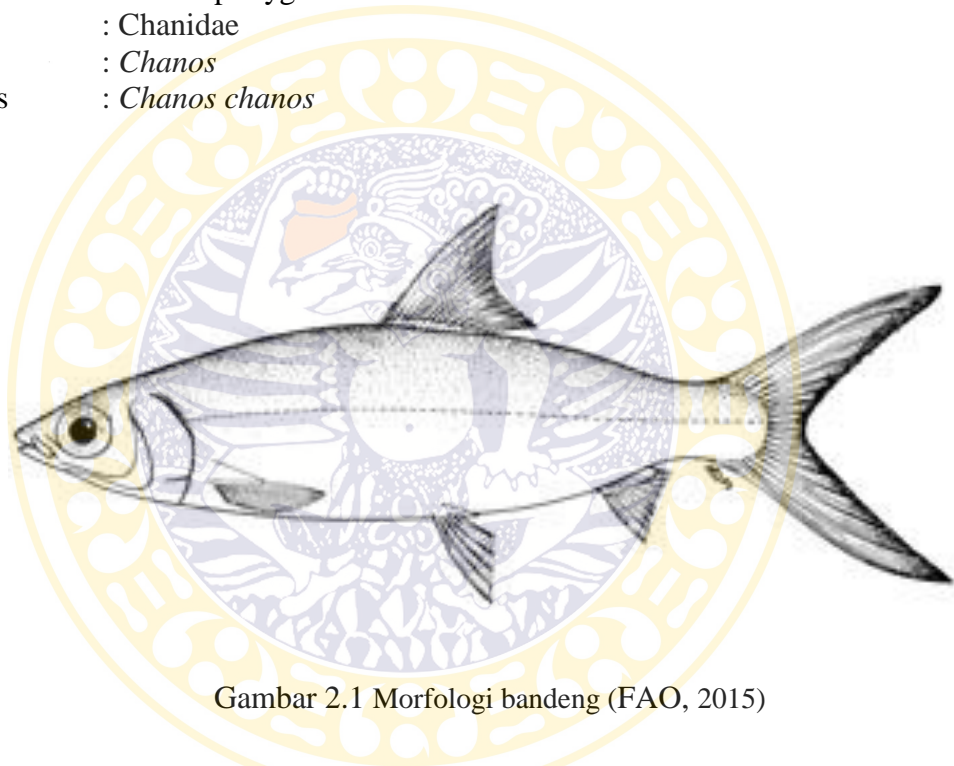 : Chanidae
: Chanos
s : Chanos chanos
Gambar 2.1 Morfologi bandeng (FAO, 2015)